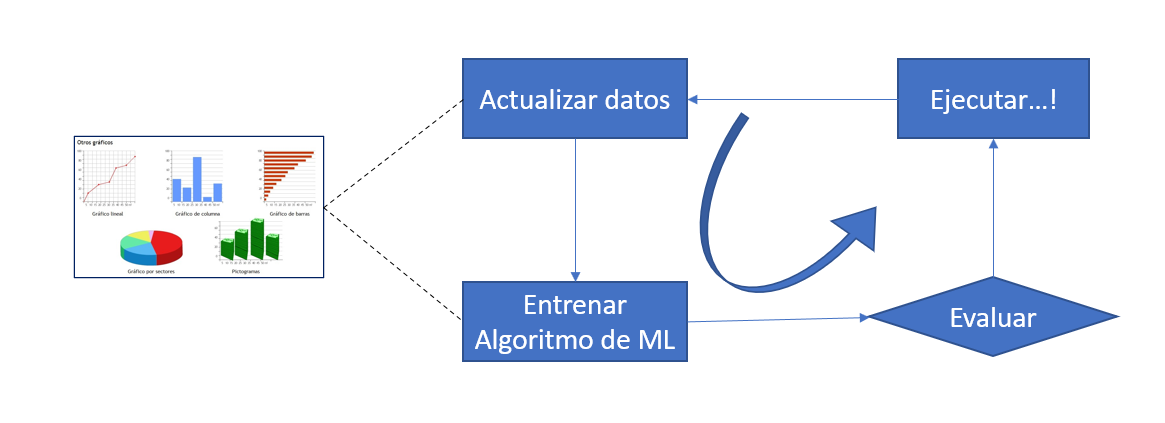 Actualizar datos
Ejecutar...!
Otros gráficos
Gráfico lineal
Gráfico de columna
Gráfico de barras
Gráfico por sectores
Pictogramas
Entrenar
Algoritmo de ML
Evaluar